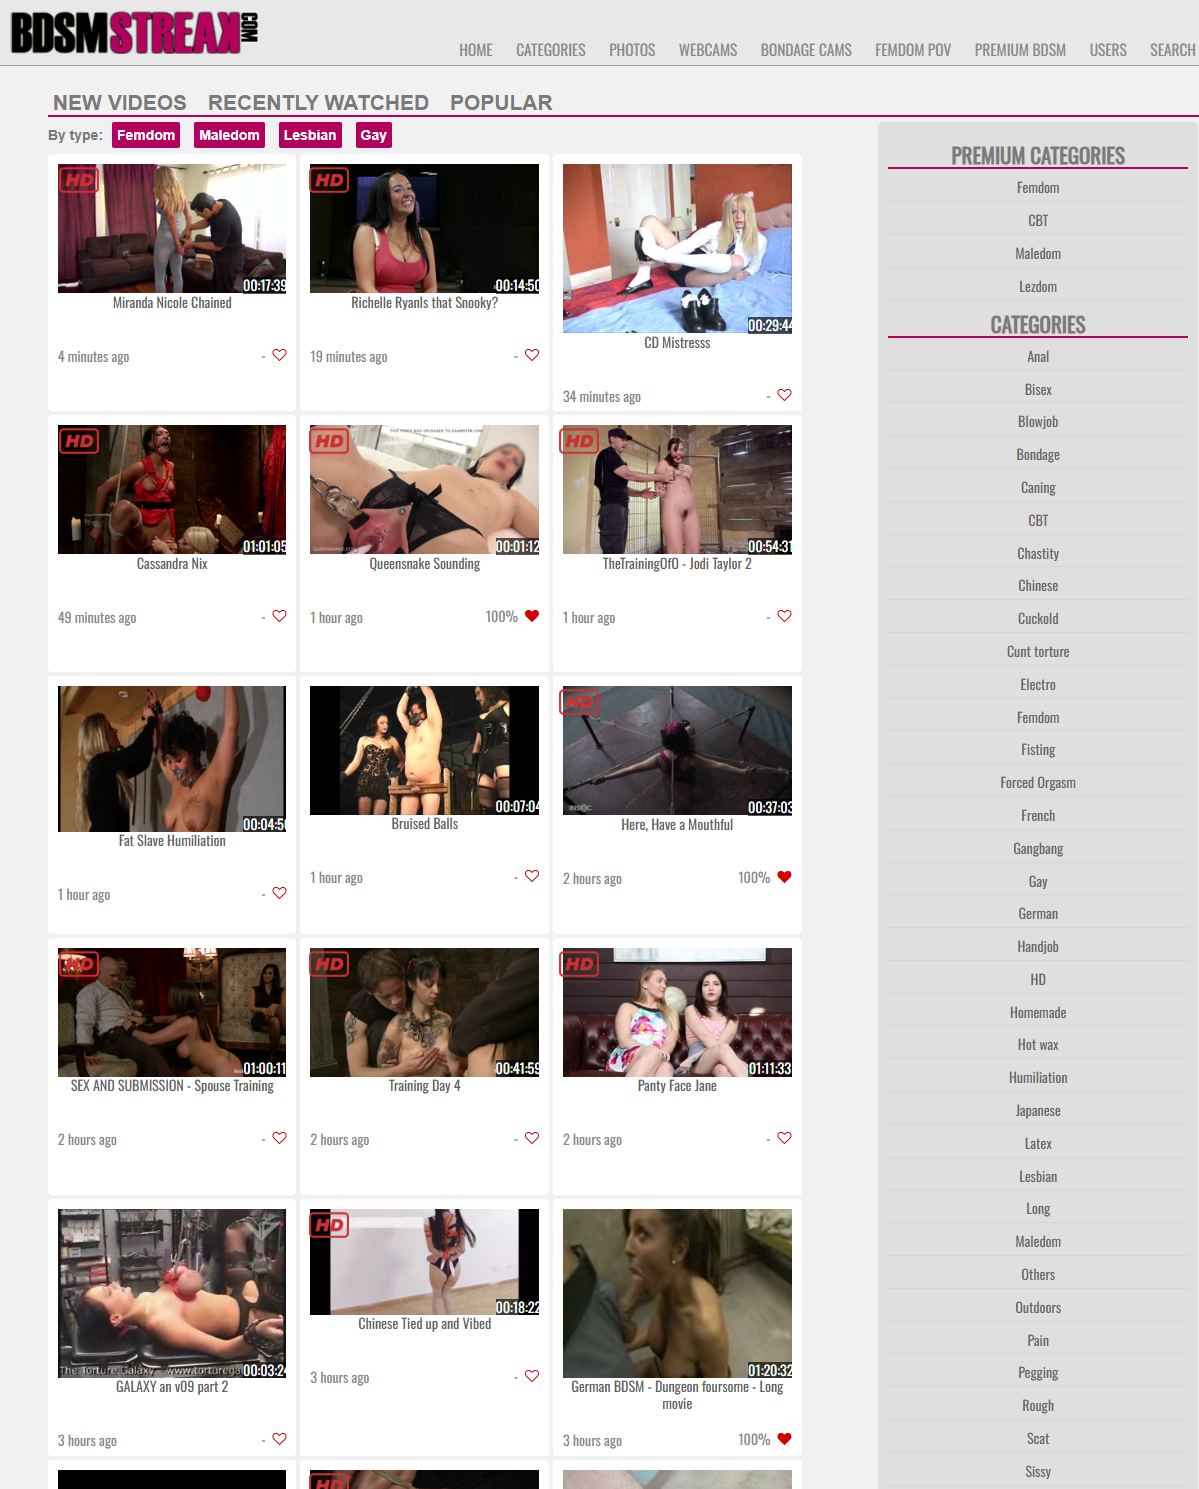 BDSMSTREAK.COM
HOME CATEGORIES PHOTOS WEBCAMS BONDAGE CAMS FEMDOM POV PREMIUM BDSM USERS SEARCH
NEW VIDEOS RECENTLY WATCHED POPULAR
By type: Femdom Maledom Lesbian Gay
HD
00:17:39
Miranda Nicole Chained
4 minutes ago -
HD
00:14:50
Richelle RyanIs that Snooky?
19 minutes ago -
00:29:44
CD Mistresss
34 minutes ago -
HD
01:01:05
Cassandra Nix
49 minutes ago -
HD
THIS VIDEO WAS UPLOADED TO XHAMSTER.COM
QUEENSNAKE.COM
00:01:12
Queensnake Sounding
1 hour ago 100%
HD
00:54:31
TheTrainingOfO - Jodi Taylor 2
1 hour ago -
00:04:50
Fat Slave Humiliation
1 hour ago -
00:07:04
Bruised Balls
1 hour ago -
HD
00:37:03
Here, Have a Mouthful
2 hours ago 100%
HD
01:00:11
SEX AND SUBMISSION - Spouse Training
2 hours ago -
HD
00:41:59
Training Day 4
2 hours ago -
HD
01:11:33
Panty Face Jane
2 hours ago -
The Torture Galaxy - www.torturega
00:03:24
GALAXY an v09 part 2
3 hours ago -
HD
00:18:22
Chinese Tied up and Vibed
3 hours ago -
01:20:32
German BDSM - Dungeon foursome - Long
movie
3 hours ago 100%
HD
PREMIUM CATEGORIES
Femdom
CBT
Maledom
Lezdom
CATEGORIES
Anal
Bisex
Blowjob
Bondage
Caning
CBT
Chastity
Chinese
Cuckold
Cunt torture
Electro
Femdom
Fisting
Forced Orgasm
French
Gangbang
Gay
German
Handjob
HD
Homemade
Hot wax
Humiliation
Japanese
Latex
Lesbian
Long
Maledom
Others
Outdoors
Pain
Pegging
Rough
Scat
Sissy